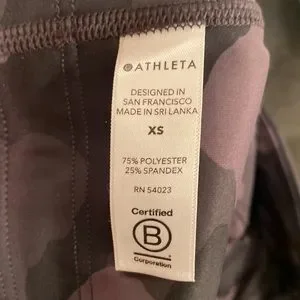 ATHLETA
DESIGNED IN
SAN FRANCISCO
MADE IN SRI LANKA
XS
75% POLYESTER
25% SPANDEX
RN 54023
Certified
B
Corporation